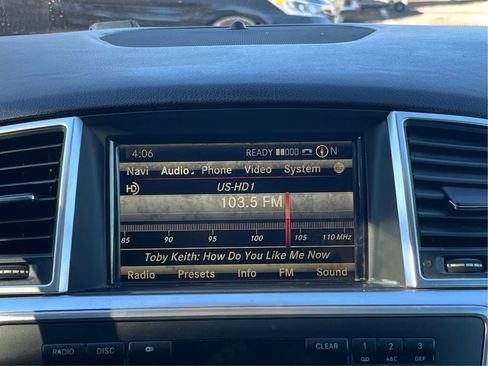 4:06 READY N
Navi Audio Phone Video System
HD US-HD1
103.5 FM
85 90 95 100 105 110 MHz
Toby Keith: How Do You Like Me Now
Radio Presets Info FM Sound
RADIO DISC CLEAR 1 2 3
ABC DEF